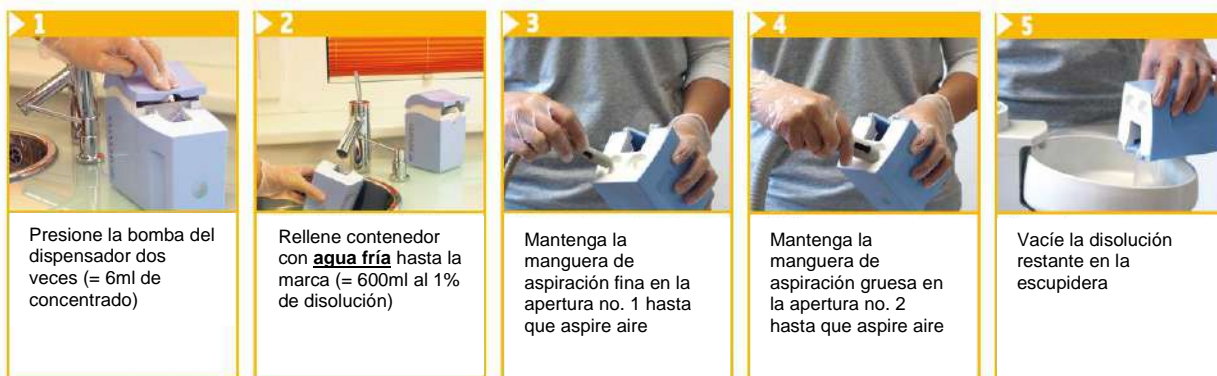 1
Presione la bomba del
dispensador dos
veces (= 6ml de
concentrado)
2
Rellene contenedor
con agua fría hasta la
marca (= 600ml al 1%
de disolución)
3
Mantenga la
manguera de
aspiración fina en la
apertura no. 1 hasta
que aspire aire
4
Mantenga la
manguera de
aspiración gruesa en
la apertura no. 2
hasta que aspire aire
5
Vacíe la disolución
restante en la
escupidera